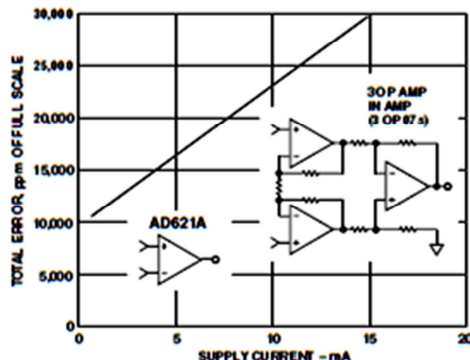 TOTAL ERROR, ppm OF FULL SCALE
30,000
25,000
20,000
15,000
10,000
5,000
0
3 OP AMP
IN AMP
(3 OP 07s)
AD621A
0
5
10
15
20
SUPPLY CURRENT – mA